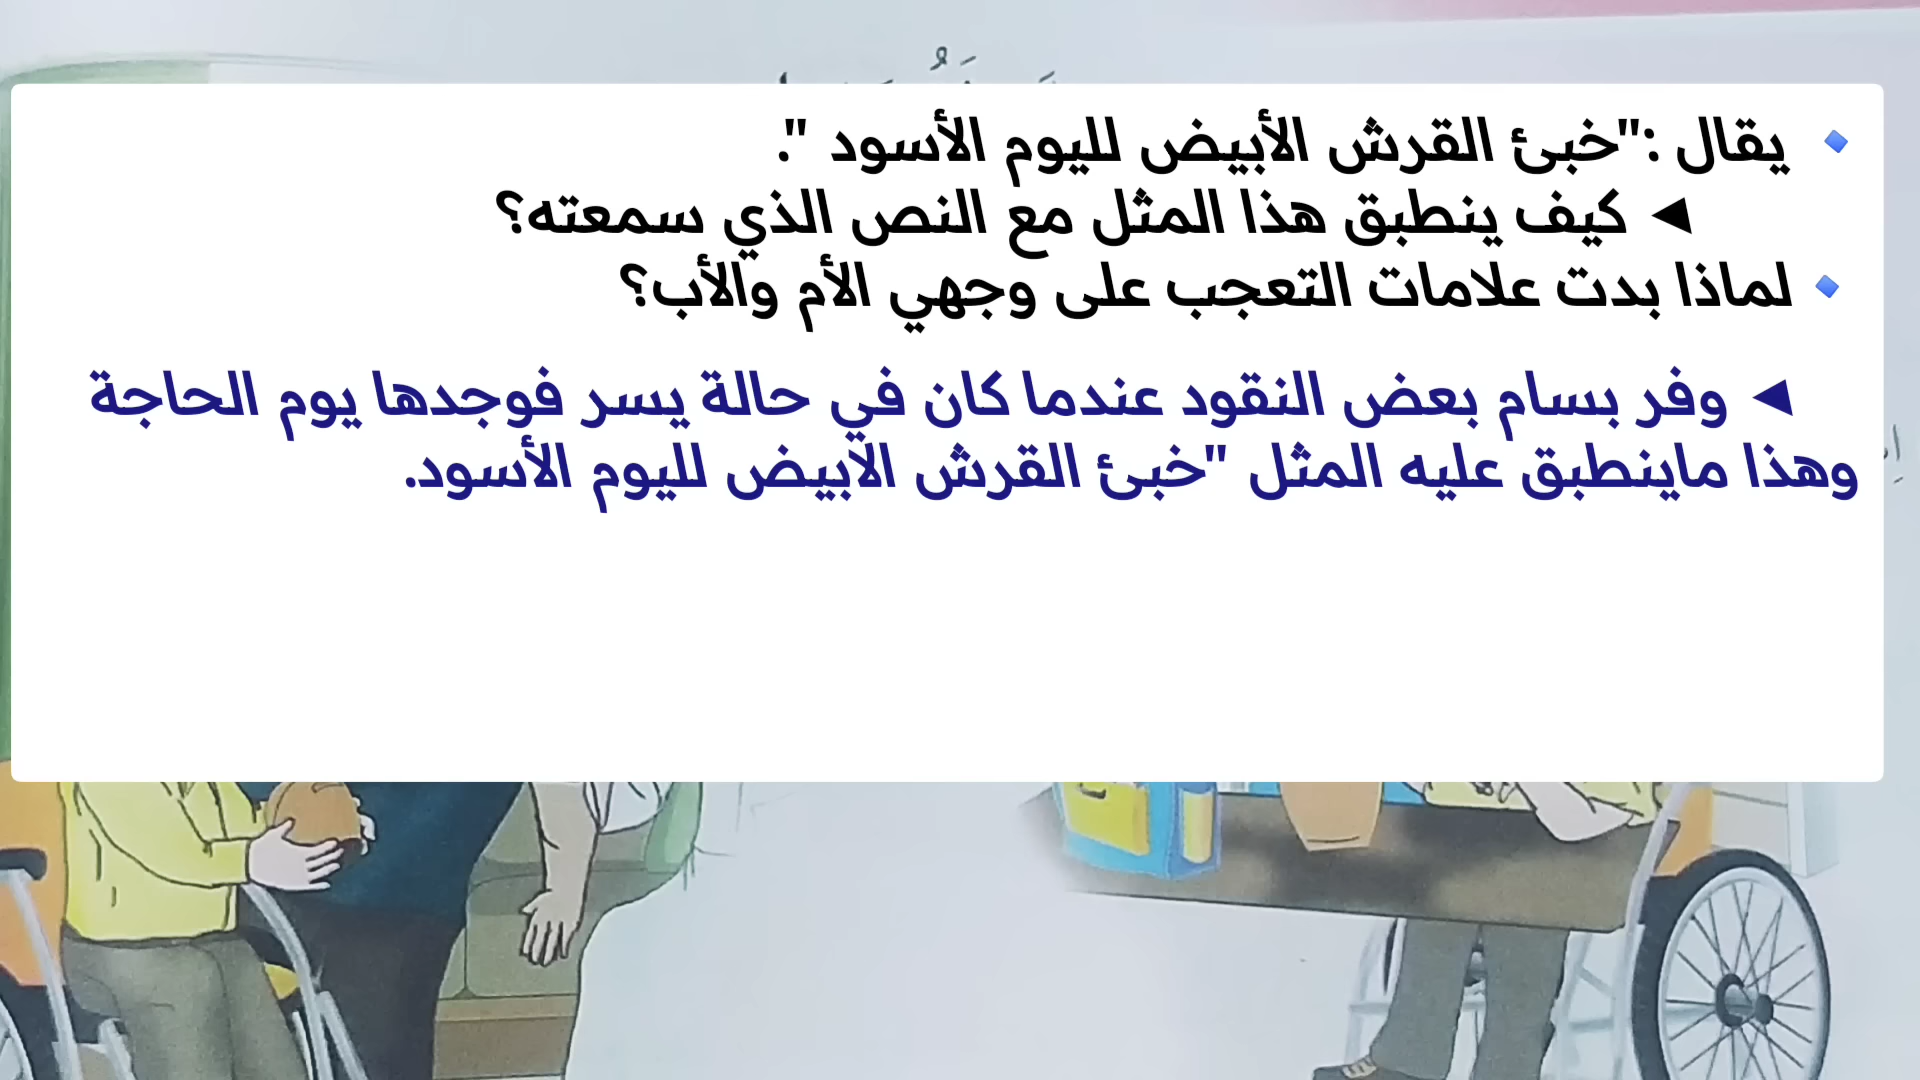 🔹 يقال :"خبئ القرش الأبيض لليوم الأسود ".
◄ كيف ينطبق هذا المثل مع النص الذي سمعته؟
🔹لماذا بدت علامات التعجب على وجهي الأم والأب؟
◄ وفر بسام بعض النقود عندما كان في حالة يسر فوجدها يوم الحاجة
وهذا ماينطبق عليه المثل "خبئ القرش الأبيض لليوم الأسود.